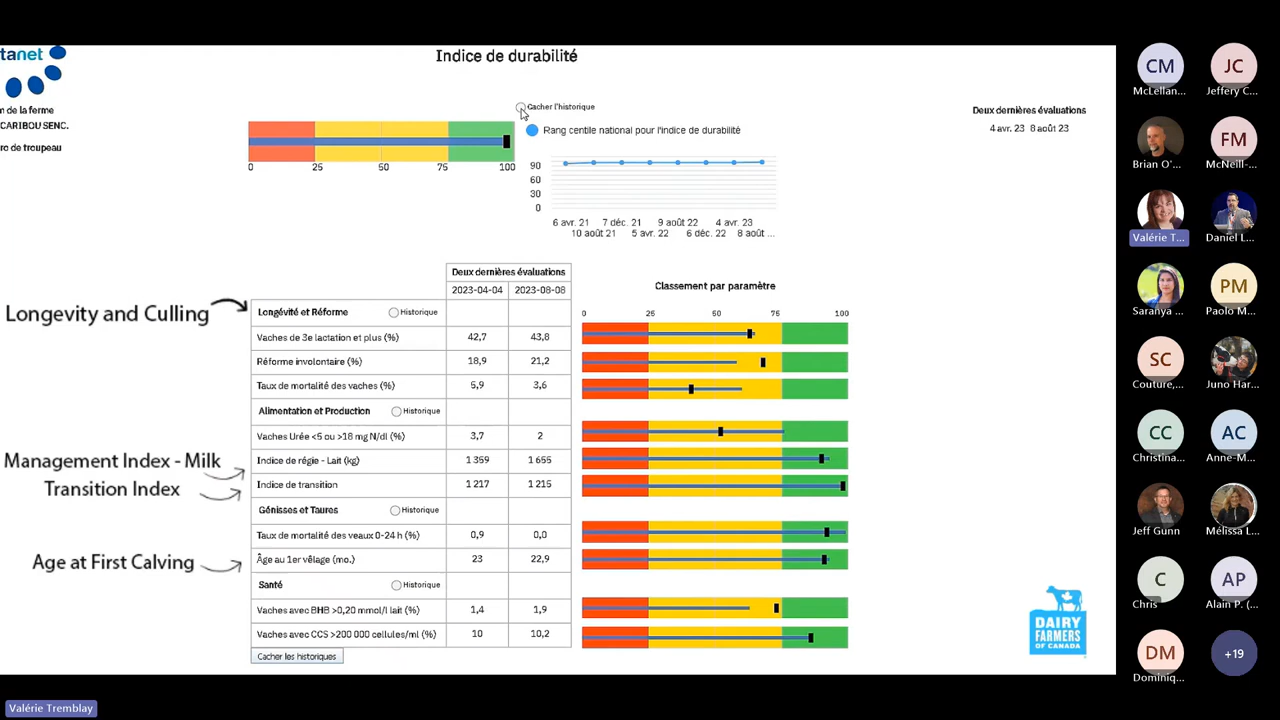 tanet
Indice de durabilité
m de la ferme
CARIBOU SENC.
ro de troupeau
Cacher l'historique
Rang centile national pour l'indice de durabilité
Deux dernières évaluations
4 avr. 23 8 août 23
0 25 50 75 100
90
60
30
0
6 avr. 21 7 déc. 21 9 août 22 4 avr. 23
10 août 21 5 avr. 22 6 déc. 22 8 août ...
Deux dernières évaluations
2023-04-04 2023-08-08
Classement par paramètre
0 25 50 75 100
Longevity and Culling
Longévité et Réforme Historique
Vaches de 3e lactation et plus (%) 42,7 43,8
Réforme involontaire (%) 18,9 21,2
Taux de mortalité des vaches (%) 5,9 3,6
Alimentation et Production Historique
Vaches Urée <5 ou >18 mg N/dl (%) 3,7 2
Management Index - Milk
Indice de régie - Lait (kg) 1 359 1 655
Transition Index
Indice de transition 1 217 1 215
Génisses et Taures Historique
Taux de mortalité des veaux 0-24 h (%) 0,9 0,0
Age at First Calving
Âge au 1er vêlage (mo.) 23 22,9
Santé Historique
Vaches avec BHB >0,20 mmol/l lait (%) 1,4 1,9
Vaches avec CCS >200 000 cellules/ml (%) 10 10,2
Cacher les historiques
DAIRY
FARMERS
OF CANADA
CM JC
McLellan... Jeffery C...
FM
Brian O'... McNeill-...
Valérie T... Daniel L...
PM
Saranya ... Paolo M...
SC
Couture,... Juno Har...
CC AC
Christina... Anne-M...
Jeff Gunn Mélissa L...
C AP
Chris Alain P. (...
DM +19
Dominiq...
Valérie Tremblay